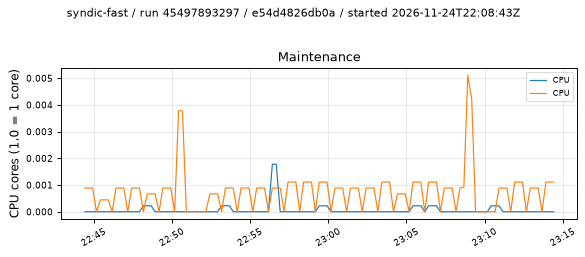 syndic-fast / run 45497893297 / e54d4826db0a / started 2026-11-24T22:08:43Z
Maintenance
CPU cores (1.0 = 1 core)
0.005
0.004
0.003
0.002
0.001
0.000
CPU
CPU
22:45
22:50
22:55
23:00
23:05
23:10
23:15